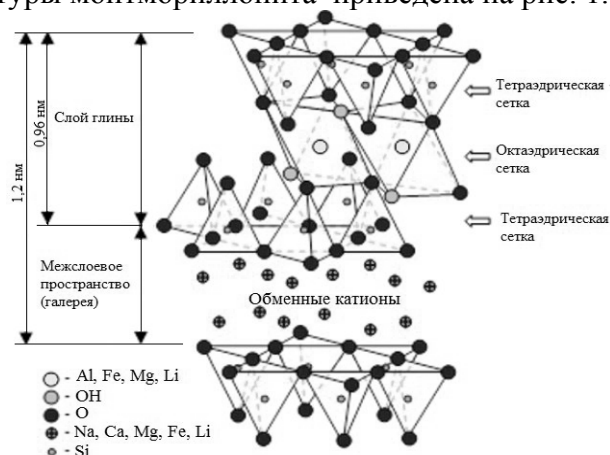 туры монтмориллонита приведена на рис. 1.
Тетраэдрическая
сетка
Слой глины
0,96 нм
1,2 нм
Октаэдрическая
сетка
Тетраэдрическая
сетка
Межслоевое
пространство
(галерея)
Обменные катионы
- Al, Fe, Mg, Li
- OH
- O
- Na, Ca, Mg, Fe, Li
- Si